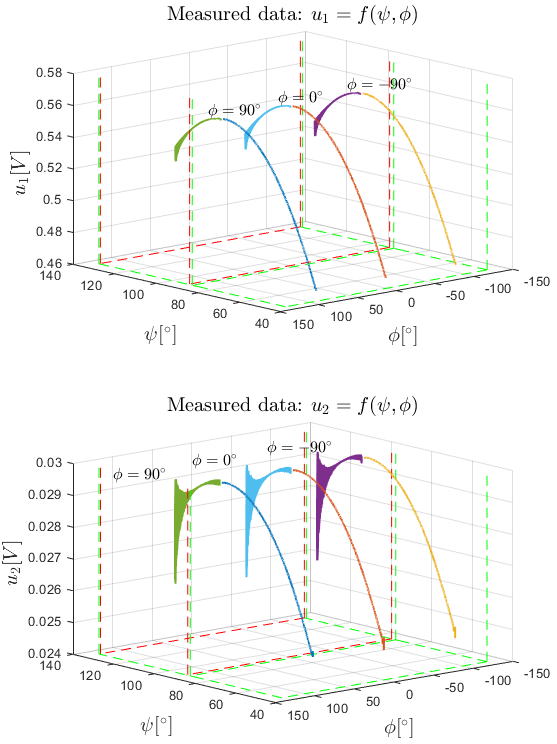 Measured data: u₁ = f(ψ, ϕ)
0.58
0.56
0.54
0.52
0.5
0.48
0.46
u₁[V]
ϕ = 90°
ϕ = 0°
ϕ = −90°
140
120
100
80
60
40
ψ[°]
150
100
50
0
-50
-100
-150
ϕ[°]
Measured data: u₂ = f(ψ, ϕ)
0.03
0.029
0.028
0.027
0.026
0.025
0.024
u₂[V]
ϕ = 90°
ϕ = 0°
ϕ = −90°
140
120
100
80
60
40
ψ[°]
150
100
50
0
-50
-100
-150
ϕ[°]